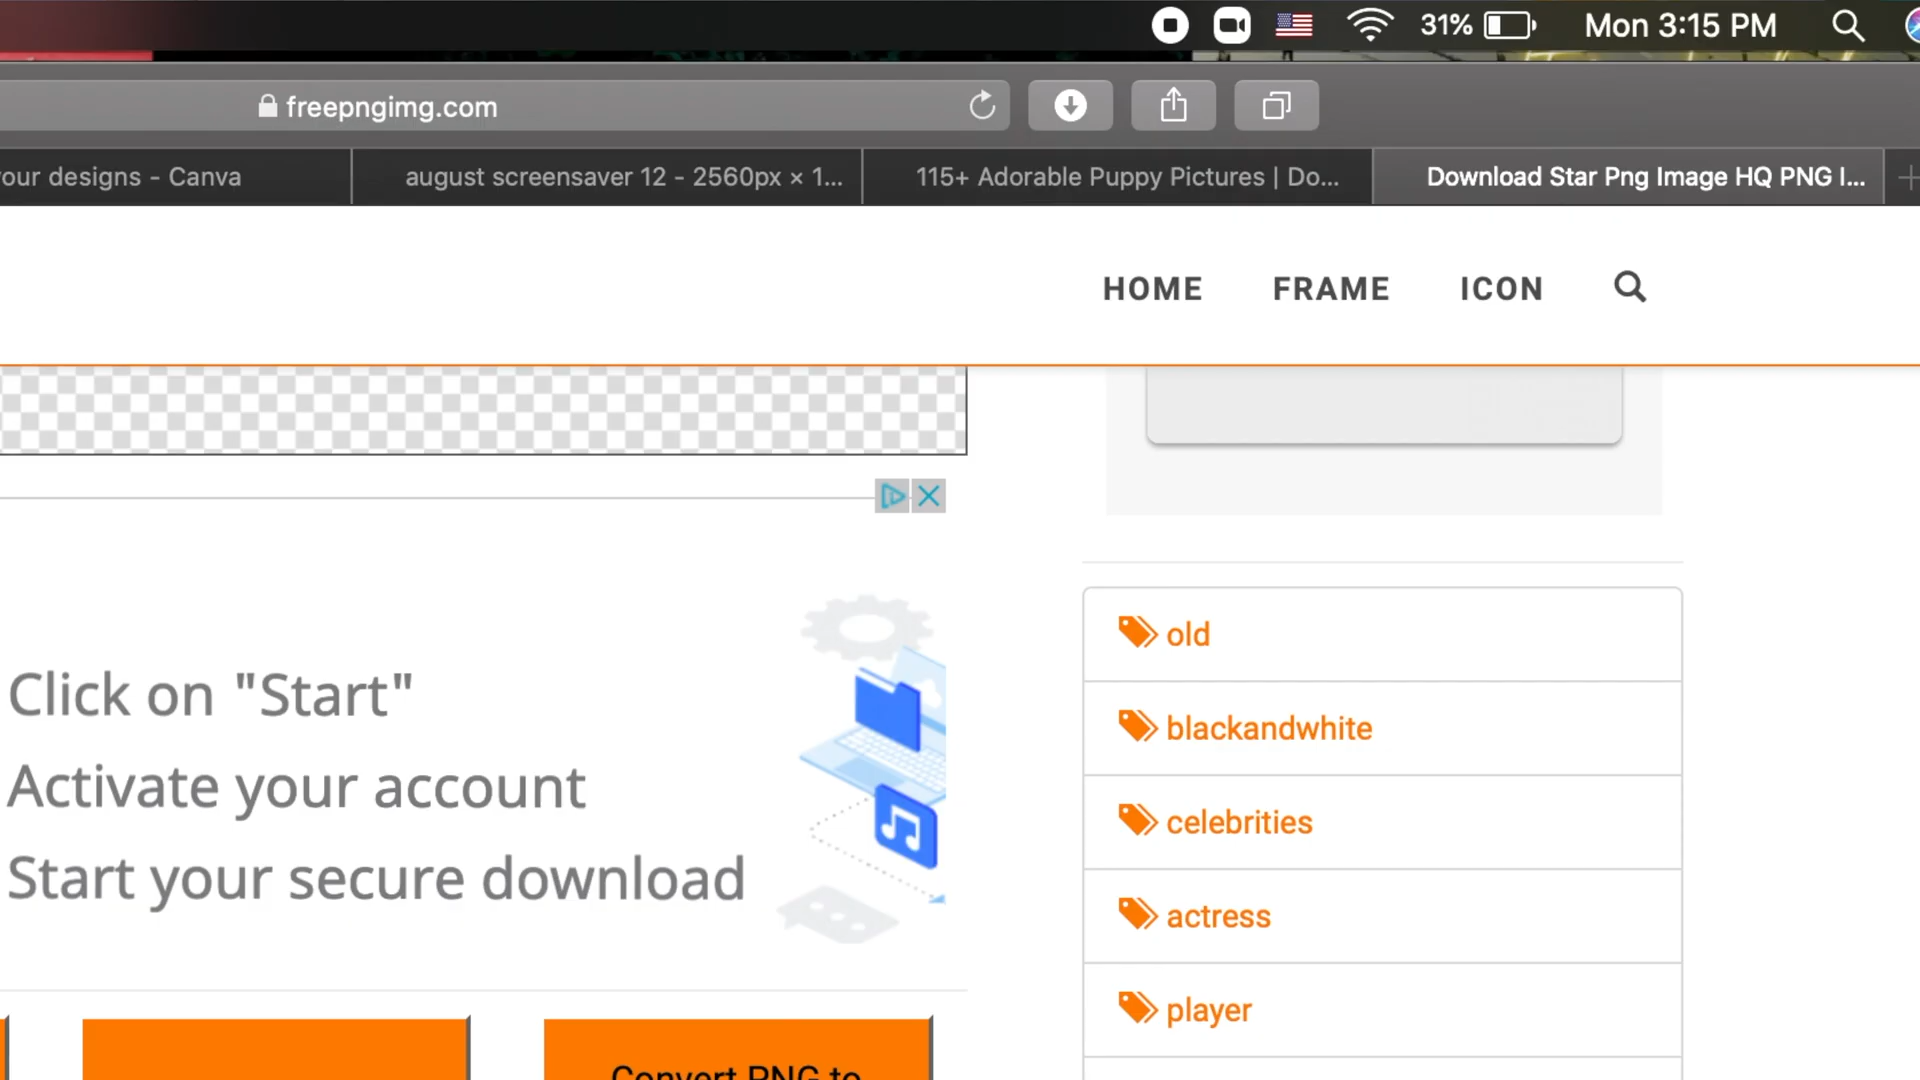 31%
Mon 3:15 PM
freepngimg.com
our designs - Canva
august screensaver 12 - 2560px × 1...
115+ Adorable Puppy Pictures | Do...
Download Star Png Image HQ PNG I...
HOME
FRAME
ICON
Click on "Start"
Activate your account
Start your secure download
old
blackandwhite
celebrities
actress
player
Convert PNG to